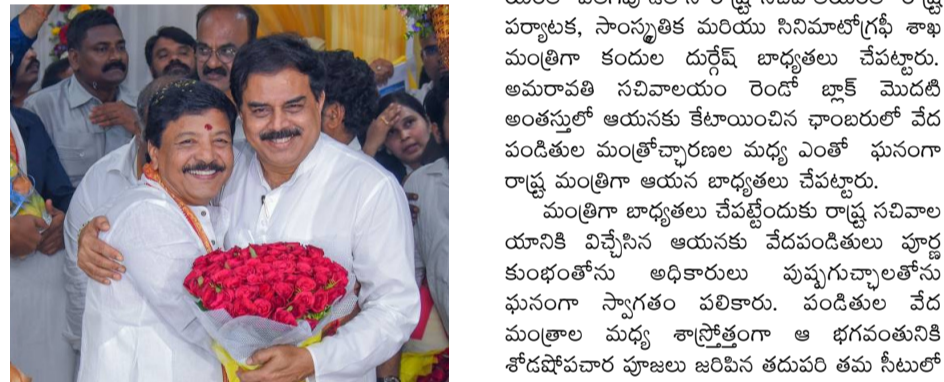 పర్యాటక, సాంస్కృతిక మరియు సినిమాటోగ్రఫీ శాఖ
మంత్రిగా కందుల దుర్గేష్ బాధ్యతలు చేపట్టారు.
అమరావతి సచివాలయం రెండో బ్లాక్ మొదటి
అంతస్తులో ఆయనకు కేటాయించిన ఛాంబరులో వేద
పండితుల మంత్రోచ్ఛారణల మధ్య ఎంతో ఘనంగా
రాష్ట్ర మంత్రిగా ఆయన బాధ్యతలు చేపట్టారు.
మంత్రిగా బాధ్యతలు చేపట్టేందుకు రాష్ట్ర సచివాల
యానికి విచ్చేసిన ఆయనకు వేదపండితులు పూర్ణ
కుంభంతోను అధికారులు పుష్పగుచ్ఛాలతోను
ఘనంగా స్వాగతం పలికారు. పండితుల వేద
మంత్రాల మధ్య శాస్త్రోత్తంగా ఆ భగవంతునికి
శోడషోపచార పూజలు జరిపిన తదుపరి తమ సీటులో